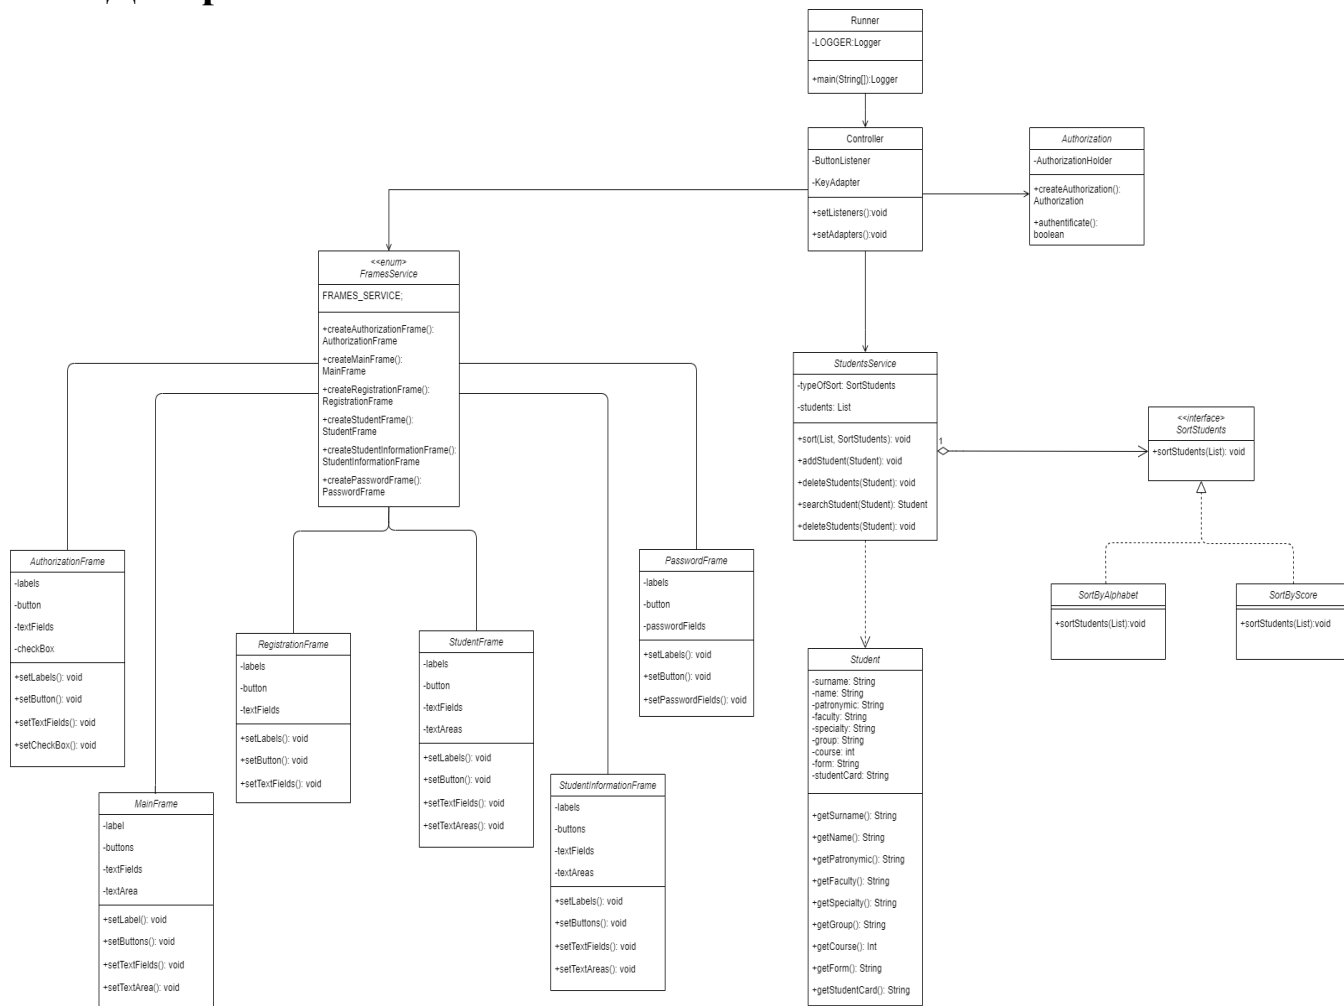 Runner
-LOGGER:Logger
+main(String[]):Logger
Controller
-ButtonListener
-KeyAdapter
+setListeners():void
+setAdapters():void
Authorization
-AuthorizationHolder
+createAuthorization():
Authorization
+authentificate():
boolean
<<enum>>
FramesService
FRAMES_SERVICE;
+createAuthorizationFrame():
AuthorizationFrame
+createMainFrame():
MainFrame
+createRegistrationFrame():
RegistrationFrame
+createStudentFrame():
StudentFrame
+createStudentInformationFrame():
StudentInformationFrame
+createPasswordFrame():
PasswordFrame
StudentsService
-typeOfSort: SortStudents
-students: List
+sort(List, SortStudents): void
+addStudent(Student): void
+deleteStudents(Student): void
+searchStudent(Student): Student
+deleteStudents(Student): void
1
<<interface>>
SortStudents
+sortStudents(List): void
SortByAlphabet
+sortStudents(List):void
SortByScore
+sortStudents(List):void
AuthorizationFrame
-labels
-button
-textFields
-checkBox
+setLabels(): void
+setButton(): void
+setTextFields(): void
+setCheckBox(): void
MainFrame
-label
-buttons
-textFields
-textArea
+setLabel(): void
+setButtons(): void
+setTextFields(): void
+setTextArea(): void
RegistrationFrame
-labels
-button
-textFields
+setLabels(): void
+setButton(): void
+setTextFields(): void
StudentFrame
-labels
-button
-textFields
-textAreas
+setLabels(): void
+setButton(): void
+setTextFields(): void
+setTextAreas(): void
StudentInformationFrame
-labels
-buttons
-textFields
-textAreas
+setLabels(): void
+setButtons(): void
+setTextFields(): void
+setTextAreas(): void
PasswordFrame
-labels
-button
-passwordFields
+setLabels(): void
+setButton(): void
+setPasswordFields(): void
Student
-surname: String
-name: String
-patronymic: String
-faculty: String
-specialty: String
-group: String
-course: int
-form: String
-studentCard: String
+getSurname(): String
+getName(): String
+getPatronymic(): String
+getFaculty(): String
+getSpecialty(): String
+getGroup(): String
+getCourse(): Int
+getForm(): String
+getStudentCard(): String